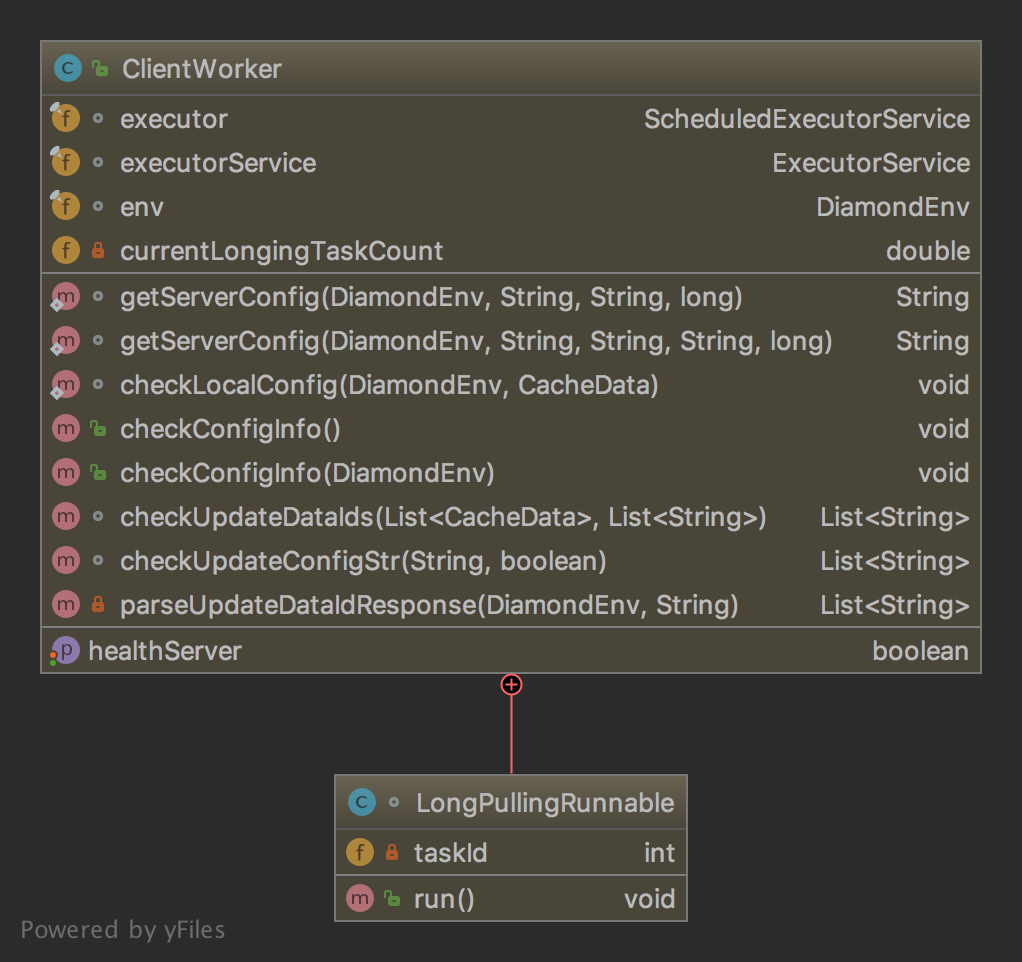 ClientWorker
executor ScheduledExecutorService
executorService ExecutorService
env DiamondEnv
currentLongingTaskCount double
getServerConfig(DiamondEnv, String, String, long) String
getServerConfig(DiamondEnv, String, String, String, long) String
checkLocalConfig(DiamondEnv, CacheData) void
checkConfigInfo() void
checkConfigInfo(DiamondEnv) void
checkUpdateDataIds(List<CacheData>, List<String>) List<String>
checkUpdateConfigStr(String, boolean) List<String>
parseUpdateDataIdResponse(DiamondEnv, String) List<String>
healthServer boolean
LongPullingRunnable
taskId int
run() void
Powered by yFiles